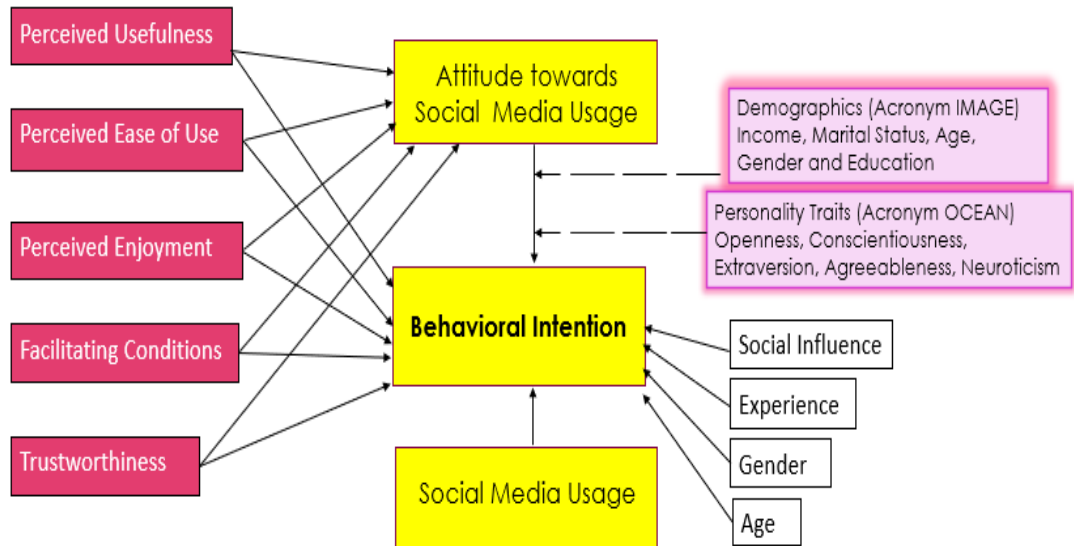 Perceived Usefulness
Perceived Ease of Use
Perceived Enjoyment
Facilitating Conditions
Trustworthiness
Attitude towards
Social Media Usage
Behavioral Intention
Social Media Usage
Demographics (Acronym IMAGE)
Income, Marital Status, Age,
Gender and Education
Personality Traits (Acronym OCEAN)
Openness, Conscientiousness,
Extraversion, Agreeableness, Neuroticism
Social Influence
Experience
Gender
Age